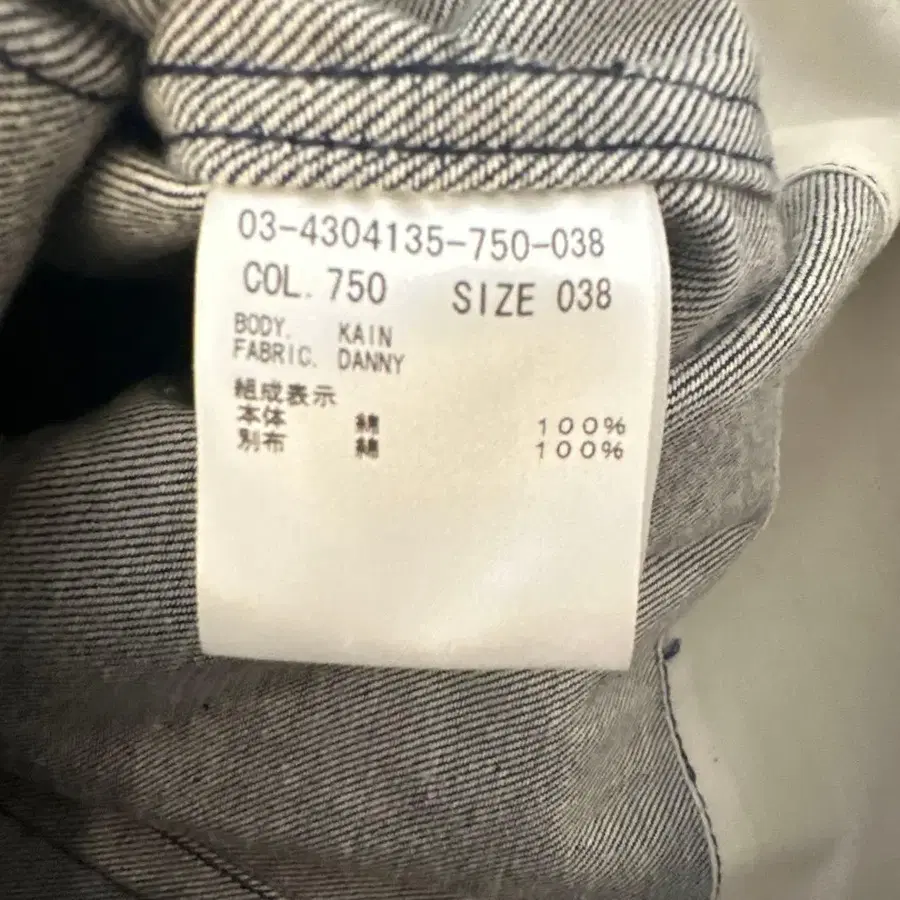 03-4304135-750-038
COL. 750 SIZE 038
BODY. KAIN
FABRIC. DANNY
組成表示
本体 綿 100%
別布 綿 100%